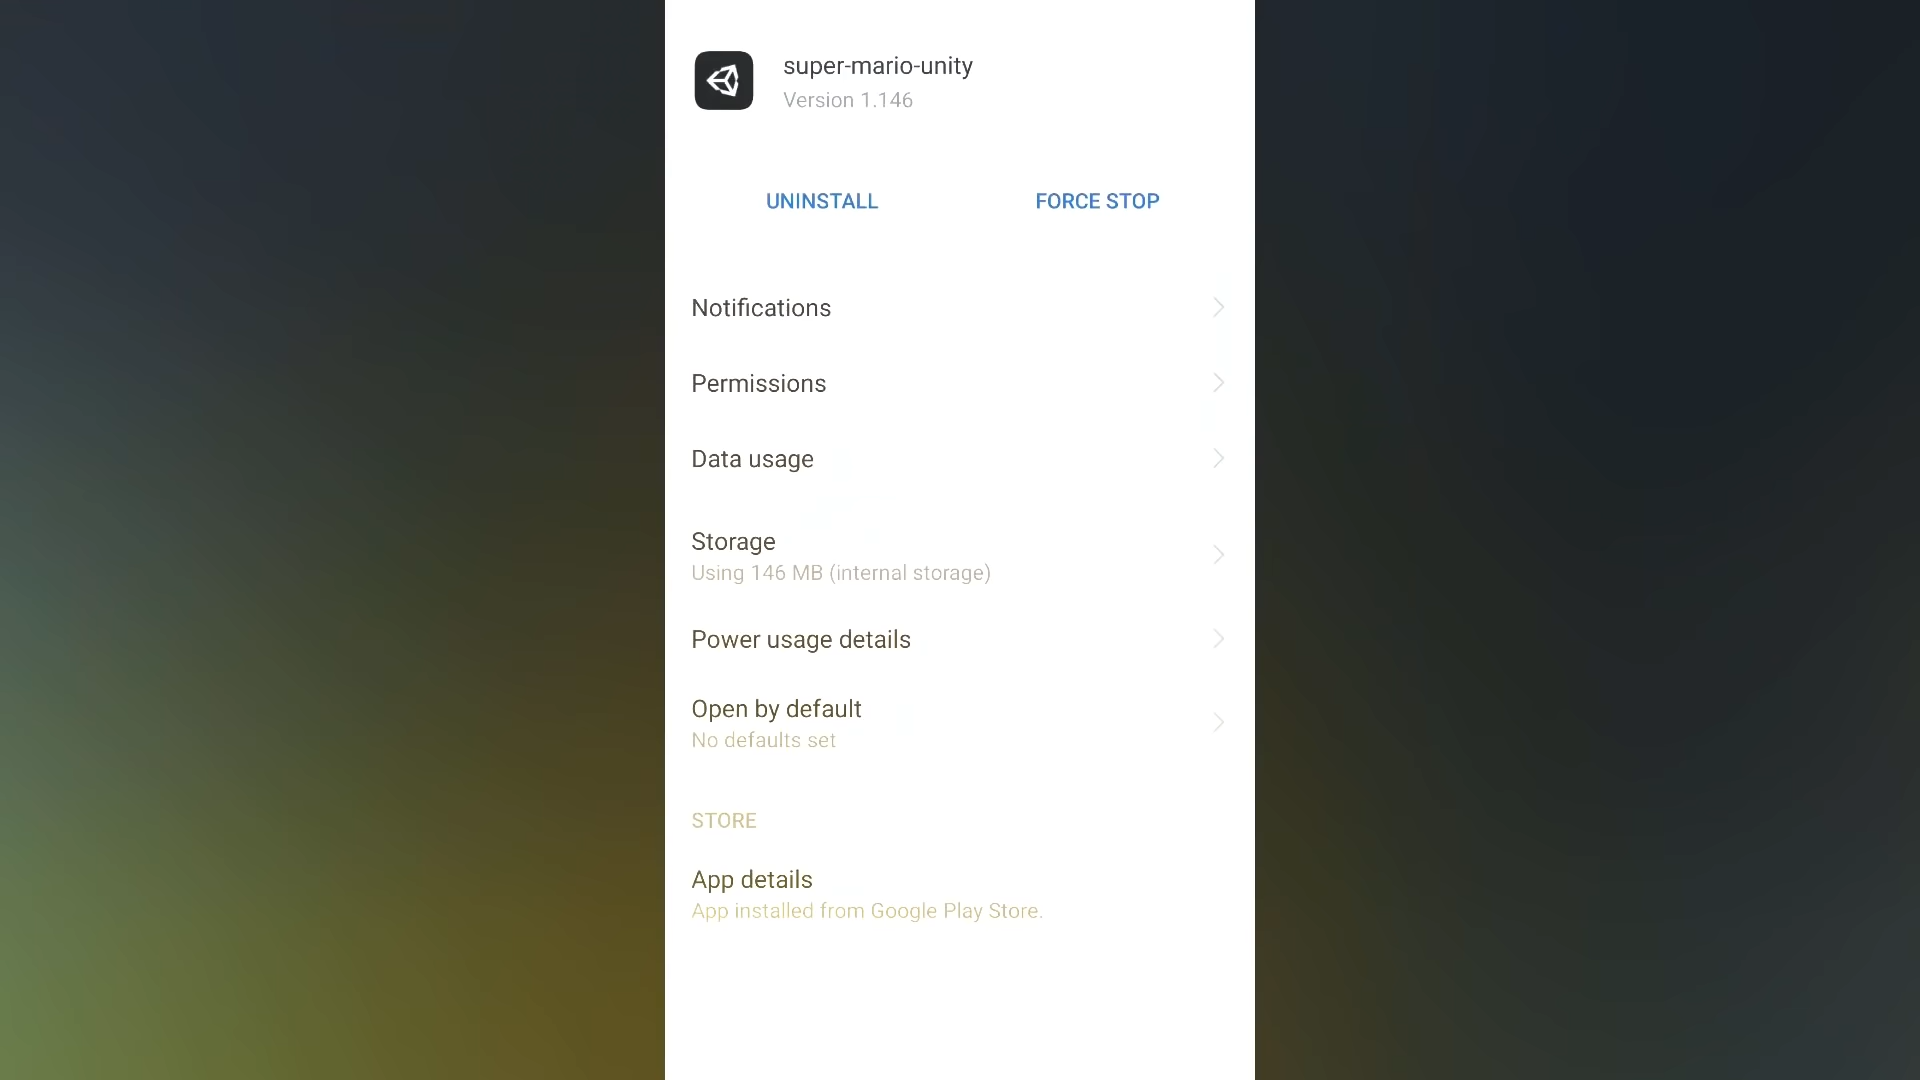 super-mario-unity
Version 1.146
UNINSTALL
FORCE STOP
Notifications
Permissions
Data usage
Storage
Using 146 MB (internal storage)
Power usage details
Open by default
No defaults set
STORE
App details
App installed from Google Play Store.